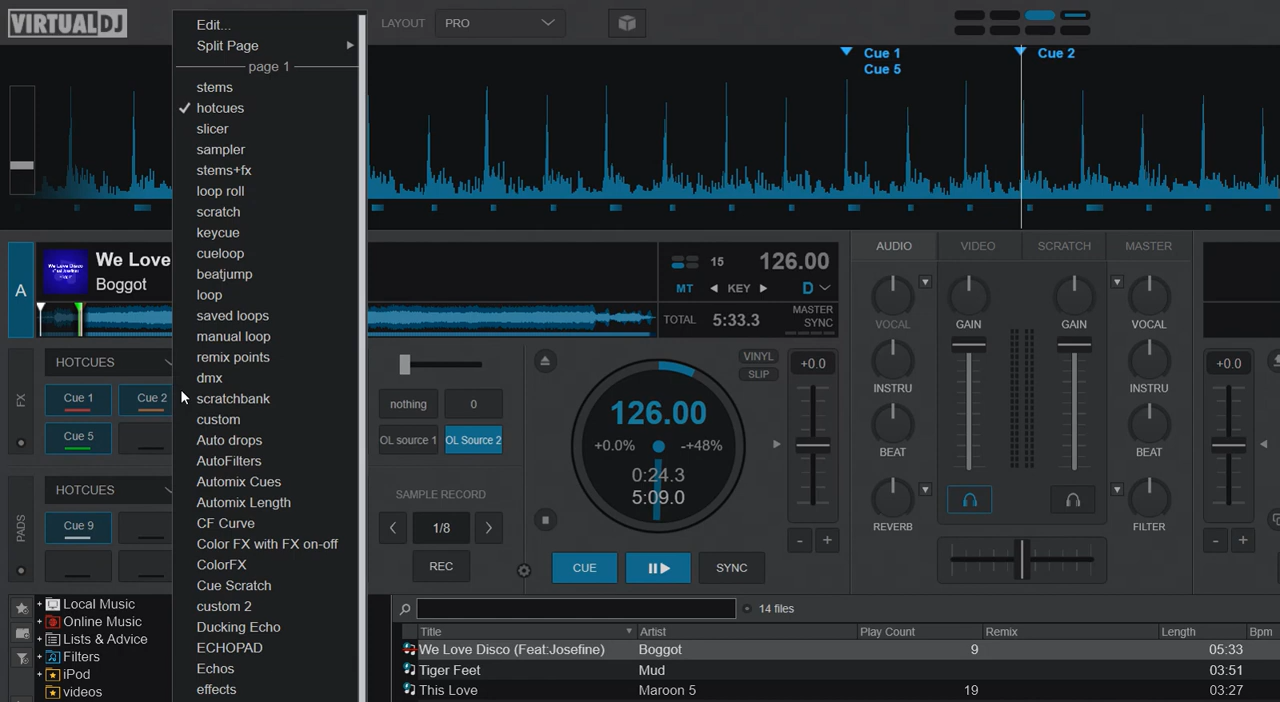 VIRTUALDJ
LAYOUT
PRO
Edit...
Split Page
page 1
stems
hotcues
slicer
sampler
stems+fx
loop roll
scratch
keycue
cueloop
beatjump
loop
saved loops
manual loop
remix points
dmx
scratchbank
custom
Auto drops
AutoFilters
Automix Cues
Automix Length
CF Curve
Color FX with FX on-off
ColorFX
Cue Scratch
custom 2
Ducking Echo
ECHOPAD
Echos
effects
Cue 1
Cue 5
Cue 2
A
We Love
Boggot
15
126.00
MT
KEY
D
TOTAL
5:33.3
MASTER
SYNC
FX
HOTCUES
Cue 1
Cue 2
Cue 5
PADS
HOTCUES
Cue 9
nothing
0
OL source 1
OL Source 2
SAMPLE RECORD
1/8
REC
VINYL
SLIP
126.00
+0.0%
-+48%
0:24.3
5:09.0
CUE
SYNC
+0.0
-
+
AUDIO
VIDEO
SCRATCH
MASTER
VOCAL
GAIN
GAIN
VOCAL
INSTRU
INSTRU
BEAT
BEAT
REVERB
FILTER
+0.0
-
+
Local Music
Online Music
Lists & Advice
Filters
iPod
videos
14 files
Title
Artist
Play Count
Remix
Length
Bpm
We Love Disco (Feat:Josefine)
Boggot
9
05:33
Tiger Feet
Mud
03:51
This Love
Maroon 5
19
03:27